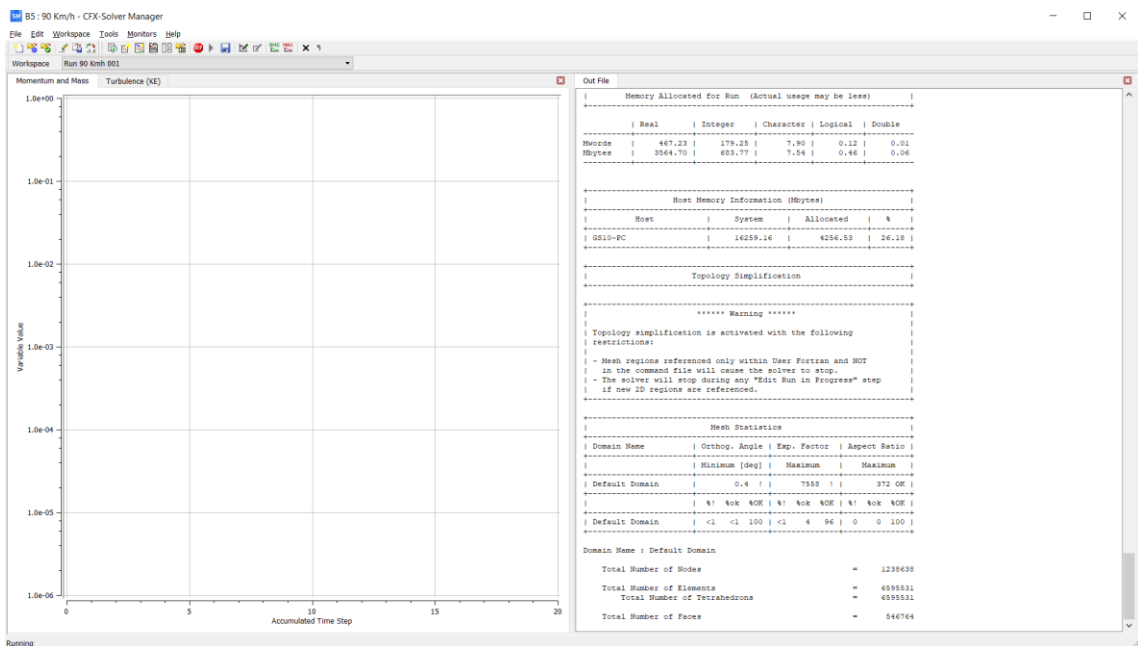 B5 : 90 Km/h - CFX-Solver Manager
File Edit Workspace Tools Monitors Help
Workspace Run 90 Kmh 001
Momentum and Mass Turbulence (KE)
1.0e+00
1.0e-01
1.0e-02
1.0e-03
1.0e-04
1.0e-05
1.0e-06
Variable Value
0 5 10 15 20
Accumulated Time Step
Out File
| Memory Allocated for Run (Actual usage may be less) |
| Real | Integer | Character | Logical | Double
Mwords | 467.23 | 179.25 | 7.90 | 0.12 | 0.01
Mbytes | 3564.70 | 683.77 | 7.54 | 0.46 | 0.06
| Host Memory Information (Mbytes) |
| Host | System | Allocated | % |
| GS10-PC | 16259.16 | 4256.53 | 26.18 |
| Topology Simplification |
| ****** Warning ****** |
| Topology simplification is activated with the following |
| restrictions: |
| - Mesh regions referenced only within User Fortran and NOT |
| in the command file will cause the solver to stop. |
| - The solver will stop during any "Edit Run in Progress" step |
| if new 2D regions are referenced. |
| Mesh Statistics |
| Domain Name | Orthog. Angle | Exp. Factor | Aspect Ratio |
| | Minimum [deg] | Maximum | Maximum |
| Default Domain | 0.4 ! | 7558 ! | 372 OK |
| | %! %ok %OK | %! %ok %OK | %! %ok %OK |
| Default Domain | <1 <1 100 | <1 4 96 | 0 0 100 |
Domain Name : Default Domain
Total Number of Nodes = 1238638
Total Number of Elements = 6595531
Total Number of Tetrahedrons = 6595531
Total Number of Faces = 546764
Running